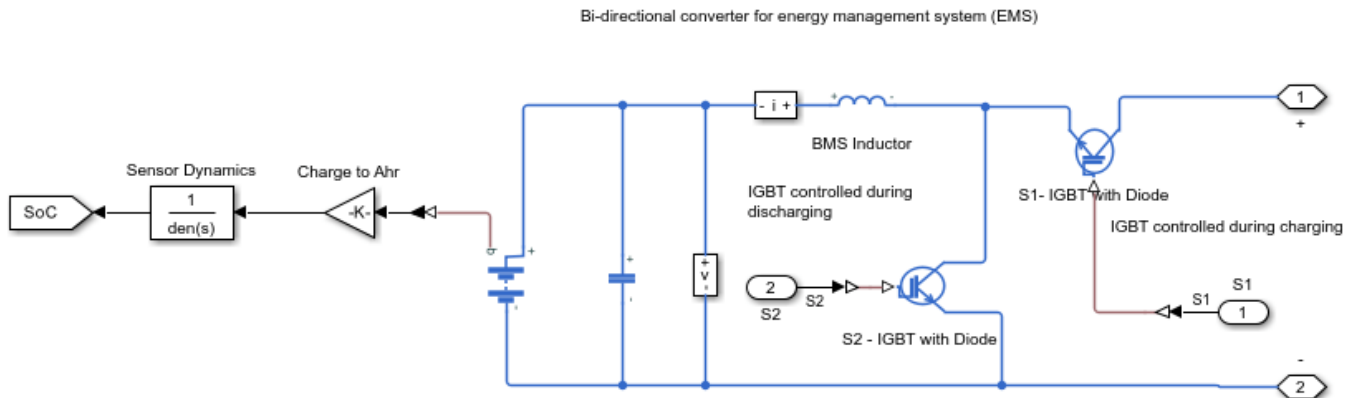 Bi-directional converter for energy management system (EMS)
1
+
- i +
+
-
BMS Inductor
Sensor Dynamics
Charge to Ahr
SoC
1
den(s)
-K-
q
+
-
+
-
+
v
-
IGBT controlled during
discharging
S1- IGBT with Diode
IGBT controlled during charging
2
S2
S2
S2 - IGBT with Diode
S1
S1
1
-
2